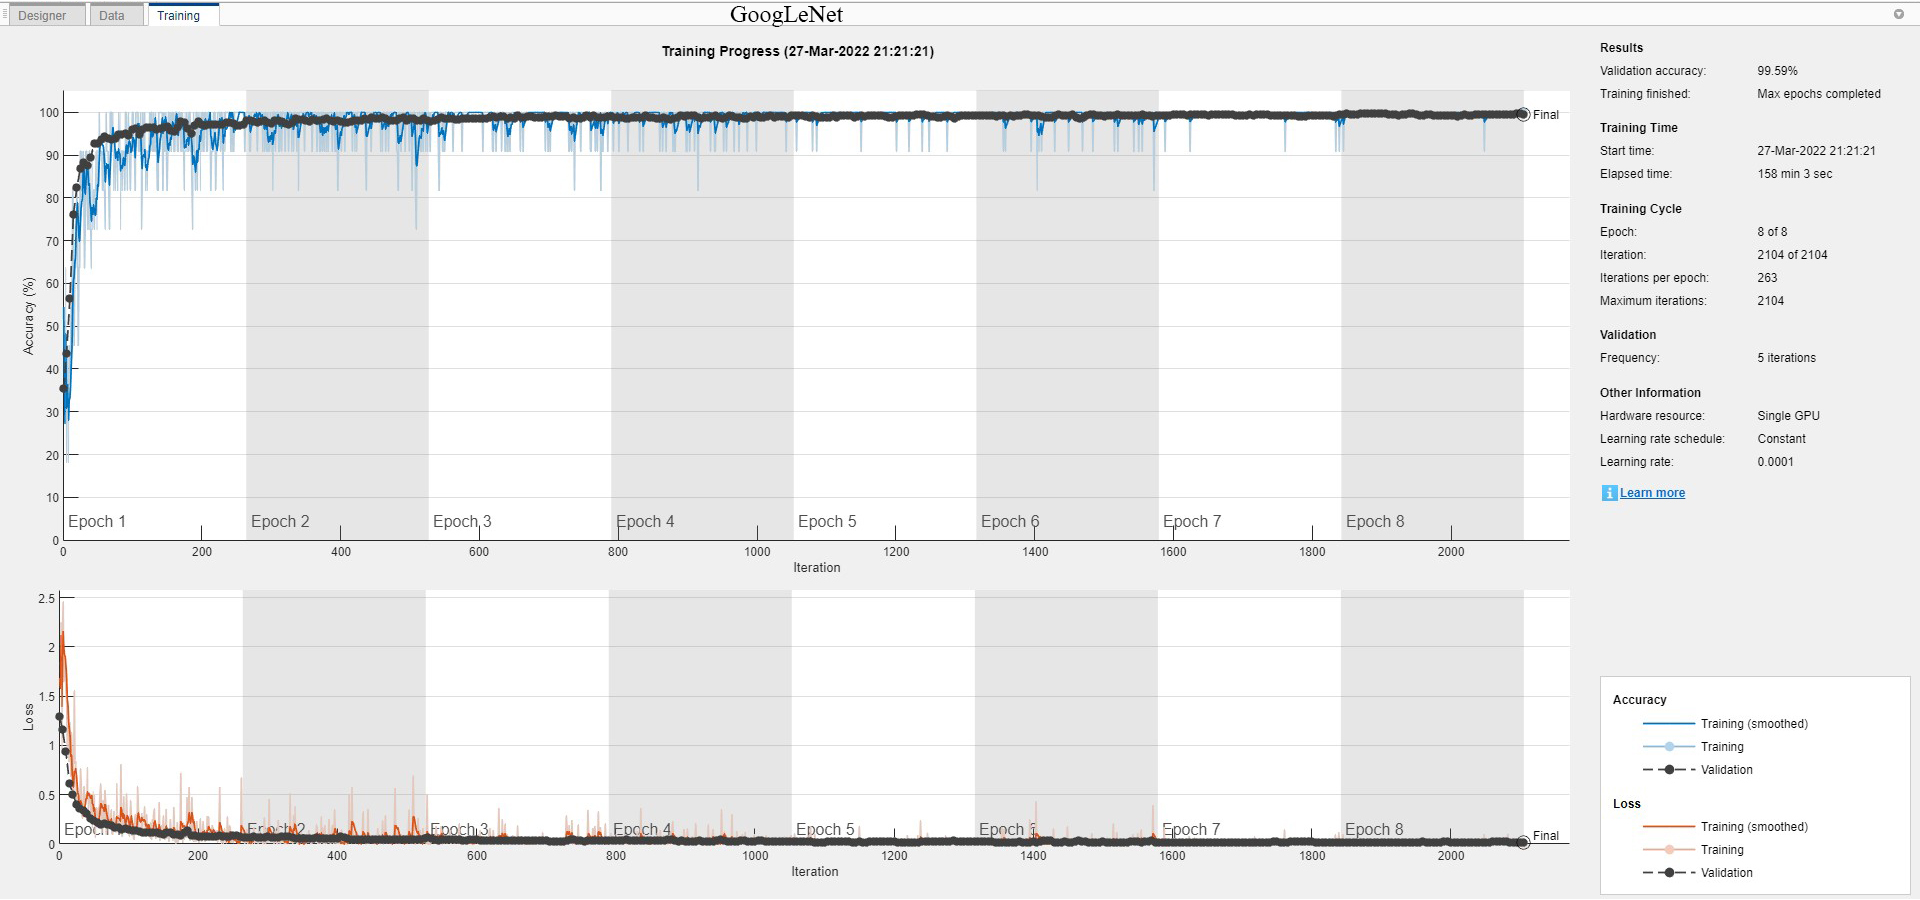 Designer
Data
Training
GoogLeNet
Training Progress (27-Mar-2022 21:21:21)
100
90
80
70
60
50
40
30
20
10
0
Accuracy (%)
Epoch 1
Epoch 2
Epoch 3
Epoch 4
Epoch 5
Epoch 6
Epoch 7
Epoch 8
Final
0 200 400 600 800 1000 1200 1400 1600 1800 2000
Iteration
2.5
2
1.5
1
0.5
0
Loss
Epoch 2
Epoch 3
Epoch 4
Epoch 5
Epoch
Epoch 7
Epoch 8
Final
0 200 400 600 800 1000 1200 1400 1600 1800 2000
Iteration
Results
Validation accuracy: 99.59%
Training finished: Max epochs completed
Training Time
Start time: 27-Mar-2022 21:21:21
Elapsed time: 158 min 3 sec
Training Cycle
Epoch: 8 of 8
Iteration: 2104 of 2104
Iterations per epoch: 263
Maximum iterations: 2104
Validation
Frequency: 5 iterations
Other Information
Hardware resource: Single GPU
Learning rate schedule: Constant
Learning rate: 0.0001
i Learn more
Accuracy
Training (smoothed)
Training
Validation
Loss
Training (smoothed)
Training
Validation